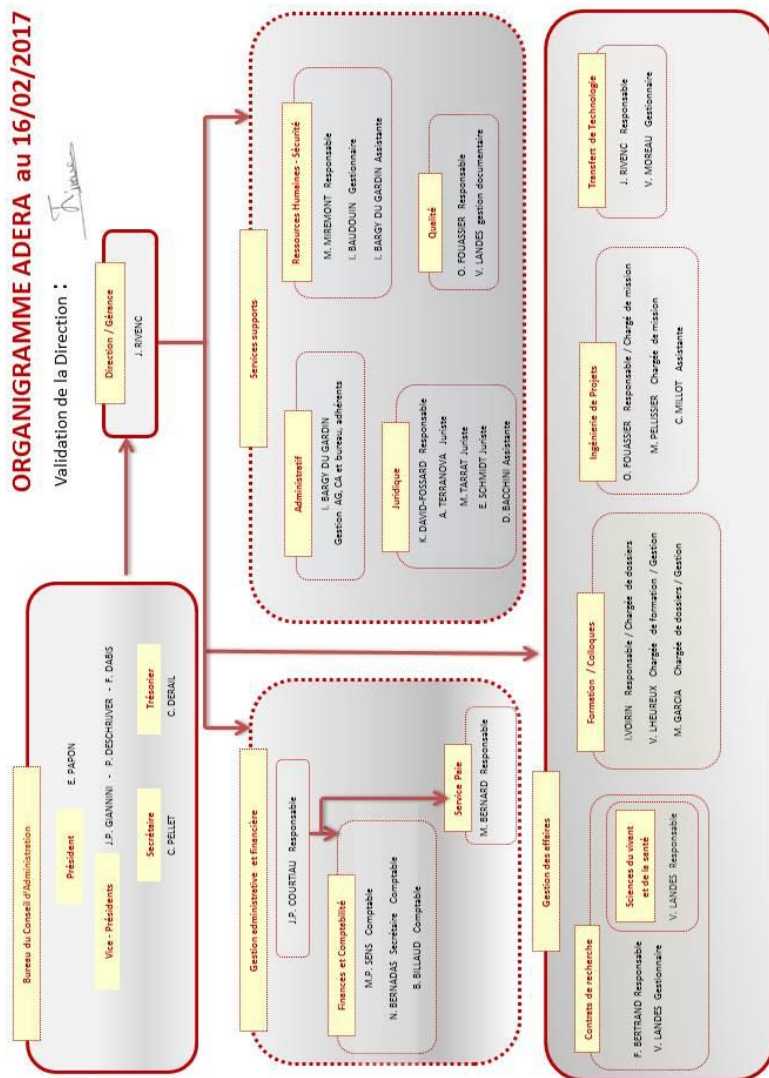 ORGANIGRAMME ADERA au 16/02/2017
Validation de la Direction :
Bureau du Conseil d'Administration
Président
E. PAPON
Vice - Présidents
J.P. GIANNINI - P. DESCHRIJVER - F. DABIS
Secrétaire
C. PELLET
Trésorier
C. DERAIL
Direction / Gérance
J. RIVENC
Gestion administrative et financière
J.P. COURTIAU Responsable
Finances et Comptabilité
M.P. SENS Comptable
N. BERNADAS Secrétaire Comptable
B. BILLAUD Comptable
Service Paie
M. BERNARD Responsable
Services supports
Administratif
I. BARGY DU GARDIN
Gestion AG, CA et bureau, adhérents
Ressources Humaines - Sécurité
M. MIREMONT Responsable
I. BAUDOUIN Gestionnaire
I. BARGY DU GARDIN Assistante
Juridique
K. DAVID-FOSSARD Responsable
A. TERRANOVA Juriste
M. TARRAT Juriste
E. SCHMIDT Juriste
D. BACCHINI Assistante
Qualité
O. FOUASSIER Responsable
V. LANDES gestion documentaire
Gestion des affaires
Contrats de recherche
F. BERTRAND Responsable
V. LANDES Gestionnaire
Sciences du vivant
et de la santé
V. LANDES Responsable
Formation / Colloques
I.VOIRIN Responsable / Chargée de dossiers
V. LHEUREUX Chargée de formation / Gestion
M. GARCIA Chargée de dossiers / Gestion
Ingénierie de Projets
O. FOUASSIER Responsable / Chargé de mission
M. PELLISSIER Chargée de mission
C. MILLOT Assistante
Transfert de Technologie
J. RIVENC Responsable
V. MOREAU Gestionnaire